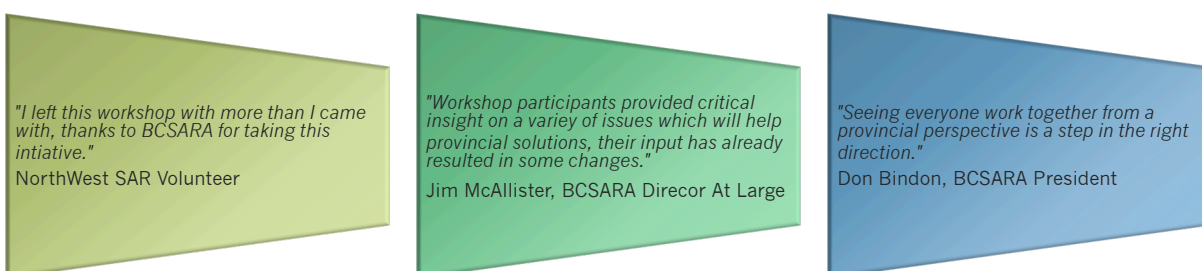 "I left this workshop with more than I came
with, thanks to BCSARA for taking this
intiative."
NorthWest SAR Volunteer
"Workshop participants provided critical
insight on a variey of issues which will help
provincial solutions, their input has already
resulted in some changes."
Jim McAllister, BCSARA Direcor At Large
"Seeing everyone work together from a
provincial perspective is a step in the right
direction."
Don Bindon, BCSARA President